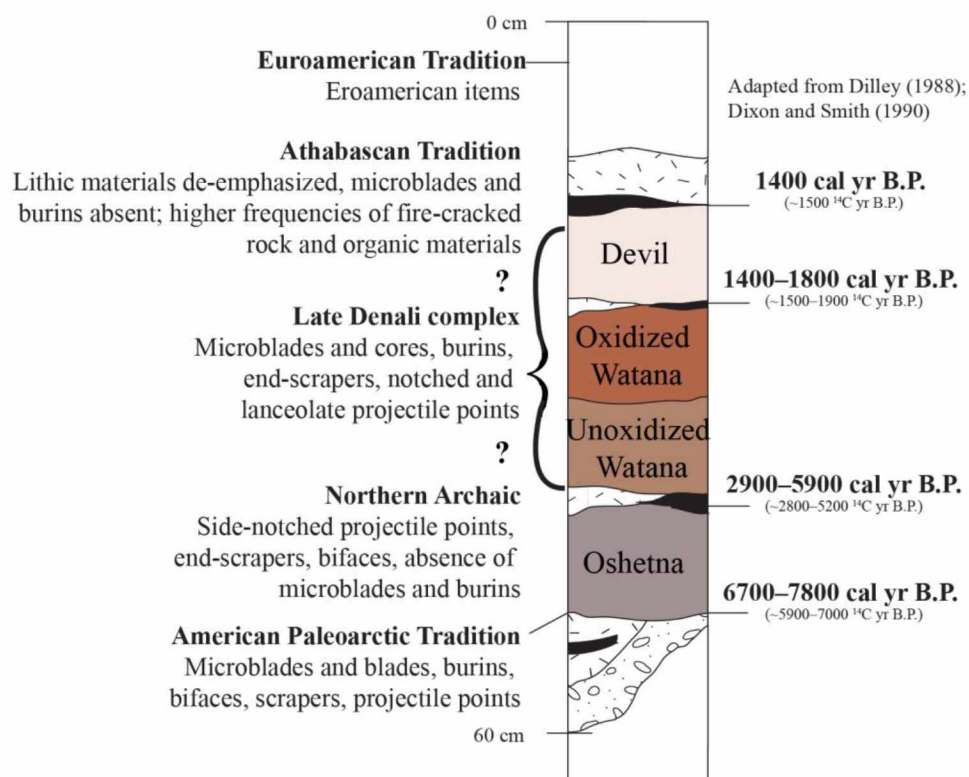 0 cm
Euroamerican Tradition
Eroamerican items
Adapted from Dilley (1988);
Dixon and Smith (1990)
Athabascan Tradition
Lithic materials de-emphasized, microblades and
burins absent; higher frequencies of fire-cracked
rock and organic materials
?
Late Denali complex
Microblades and cores, burins,
end-scrapers, notched and
lanceolate projectile points
?
Northern Archaic
Side-notched projectile points,
end-scrapers, bifaces, absence of
microblades and burins
American Paleoarctic Tradition
Microblades and blades, burins,
bifaces, scrapers, projectile points
60 cm
Devil
Oxidized
Watana
Unoxidized
Watana
Oshetna
1400 cal yr B.P.
(~1500 ¹⁴C yr B.P.)
1400–1800 cal yr B.P.
(~1500–1900 ¹⁴C yr B.P.)
2900–5900 cal yr B.P.
(~2800–5200 ¹⁴C yr B.P.)
6700–7800 cal yr B.P.
(~5900–7000 ¹⁴C yr B.P.)